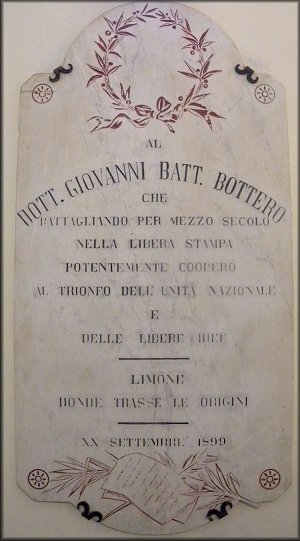 AL
DOTT. GIOVANNI BATT. BOTTERO
CHE
BATTAGLIANDO PER MEZZO SECOLO
NELLA LIBERA STAMPA
POTENTEMENTE COOPERÒ
AL TRIONFO DELL'UNITÀ NAZIONALE
E
DELLE LIBERE IDEE
LIMONE
DONDE TRASSE LE ORIGINI
XX SETTEMBRE 1899